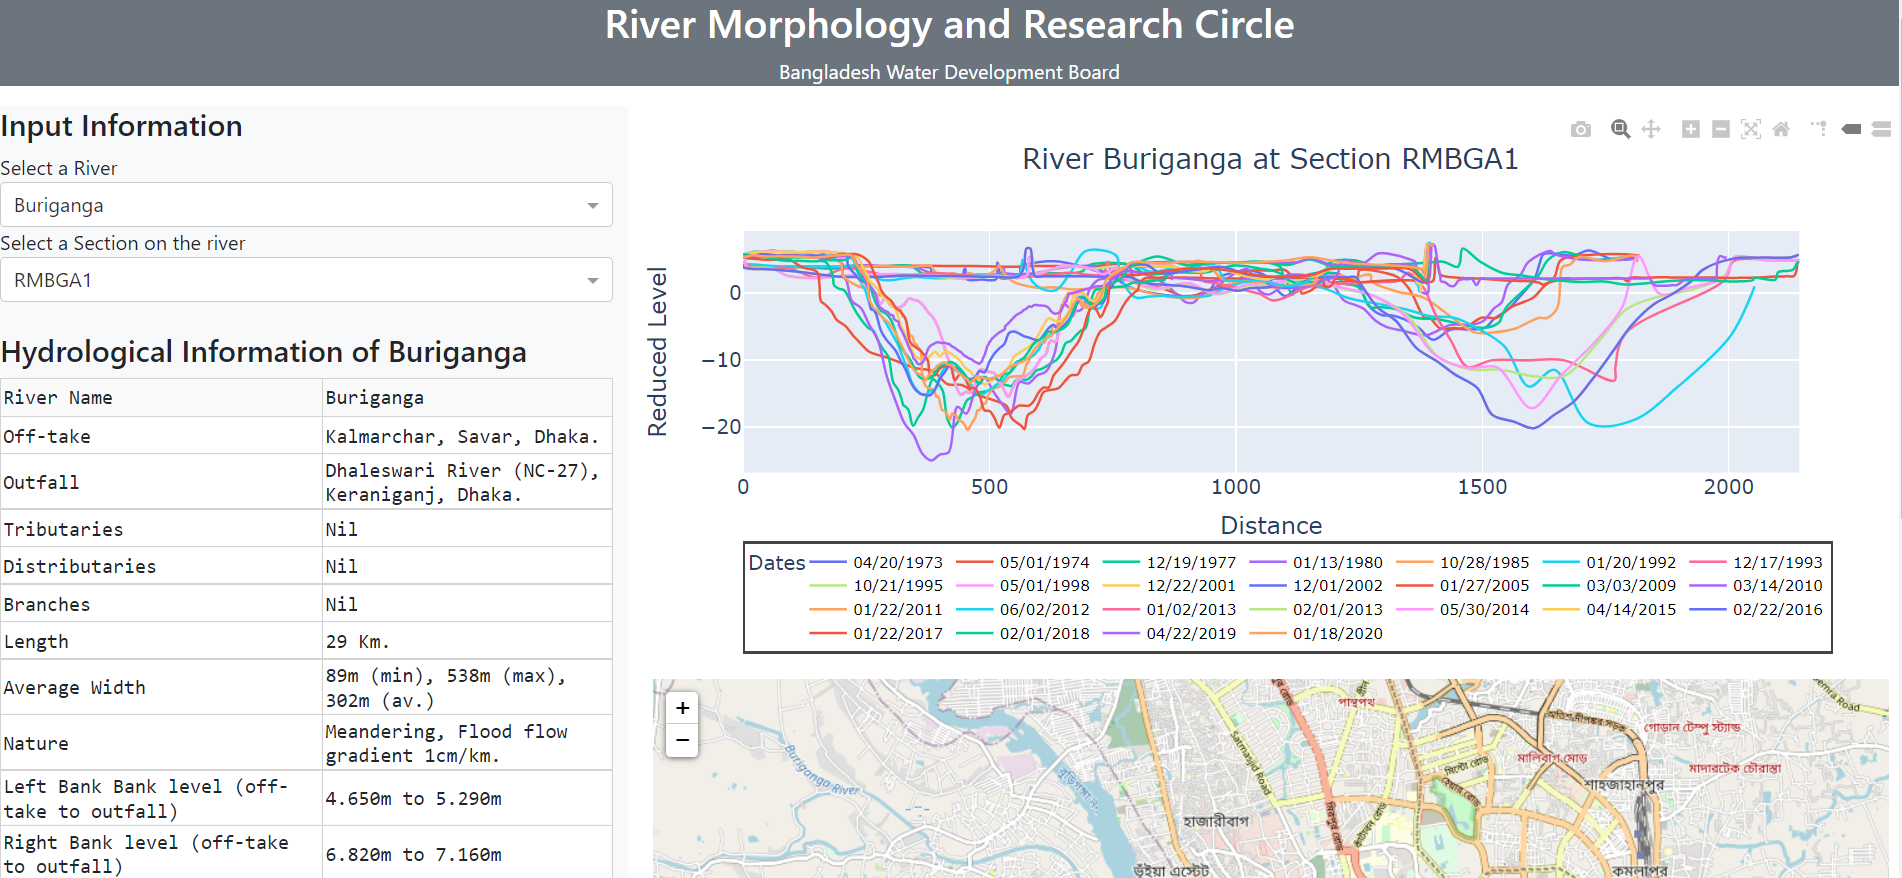 River Morphology and Research Circle
Bangladesh Water Development Board
Input Information
Select a River
Buriganga
Select a Section on the river
RMBGA1
Hydrological Information of Buriganga
River Name Buriganga
Off-take Kalmarchar, Savar, Dhaka.
Outfall Dhaleswari River (NC-27),
Keraniganj, Dhaka.
Tributaries Nil
Distributaries Nil
Branches Nil
Length 29 Km.
Average Width 89m (min), 538m (max),
302m (av.)
Nature Meandering, Flood flow
gradient 1cm/km.
Left Bank Bank level (off-
take to outfall) 4.650m to 5.290m
Right Bank level (off-take
to outfall) 6.820m to 7.160m
River Buriganga at Section RMBGA1
Reduced Level
0
−10
−20
0 500 1000 1500 2000
Distance
Dates 04/20/1973 05/01/1974 12/19/1977 01/13/1980 10/28/1985 01/20/1992 12/17/1993
10/21/1995 05/01/1998 12/22/2001 12/01/2002 01/27/2005 03/03/2009 03/14/2010
01/22/2011 06/02/2012 01/02/2013 02/01/2013 05/30/2014 04/14/2015 02/22/2016
01/22/2017 02/01/2018 04/22/2019 01/18/2020
+
−
Buriganga River
Satmasjid Road
Road
পান্থপথ
গোড়ান টেম্পু স্ট্যান্ড
মালিবাগ মোড়
মাদারটেক চৌরাস্তা
শাহজাহানপুর
হাজারীবাগ
ভূঁইয়া এস্টেট
কমলাপুর